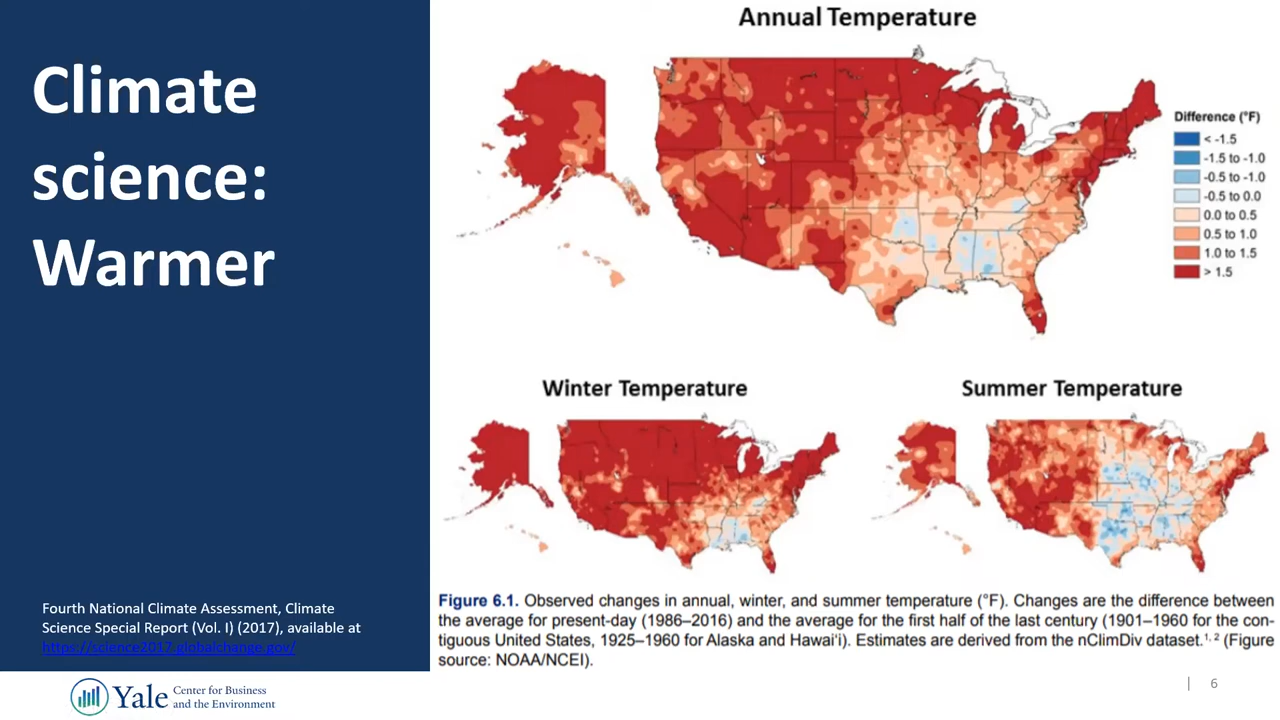 Climate
science:
Warmer
Fourth National Climate Assessment, Climate
Science Special Report (Vol. I) (2017), available at
https://science2017.globalchange.gov/
Yale
Center for Business
and the Environment
Annual Temperature
Difference (°F)
< -1.5
-1.5 to -1.0
-0.5 to -1.0
-0.5 to 0.0
0.0 to 0.5
0.5 to 1.0
1.0 to 1.5
> 1.5
Winter Temperature
Summer Temperature
Figure 6.1. Observed changes in annual, winter, and summer temperature (°F). Changes are the difference between
the average for present-day (1986–2016) and the average for the first half of the last century (1901–1960 for the con-
tiguous United States, 1925–1960 for Alaska and Hawai‘i). Estimates are derived from the nClimDiv dataset.1, 2 (Figure
source: NOAA/NCEI).
| 6